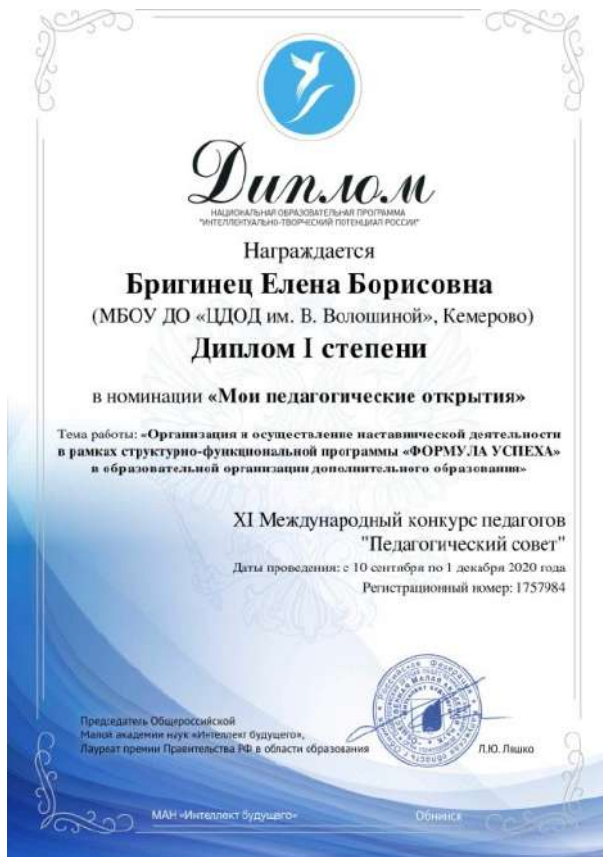 Диплом
НАЦИОНАЛЬНАЯ ОБРАЗОВАТЕЛЬНАЯ ПРОГРАММА
"ИНТЕЛЛЕКТУАЛЬНО-ТВОРЧЕСКИЙ ПОТЕНЦИАЛ РОССИИ"
Награждается
Бригинец Елена Борисовна
(МБОУ ДО «ЦДОД им. В. Волошиной», Кемерово)
Диплом I степени
в номинации «Мои педагогические открытия»
Тема работы: «Организация и осуществление наставнической деятельности
в рамках структурно-функциональной программы «ФОРМУЛА УСПЕХА»
в образовательной организации дополнительного образования»
XI Международный конкурс педагогов
"Педагогический совет"
Даты проведения: с 10 сентября по 1 декабря 2020 года
Регистрационный номер: 1757984
Председатель Общероссийской
Малой академии наук «Интеллект будущего»,
Лауреат премии Правительства РФ в области образования
Л.Ю. Ляшко
МАН «Интеллект будущего»
Обнинск